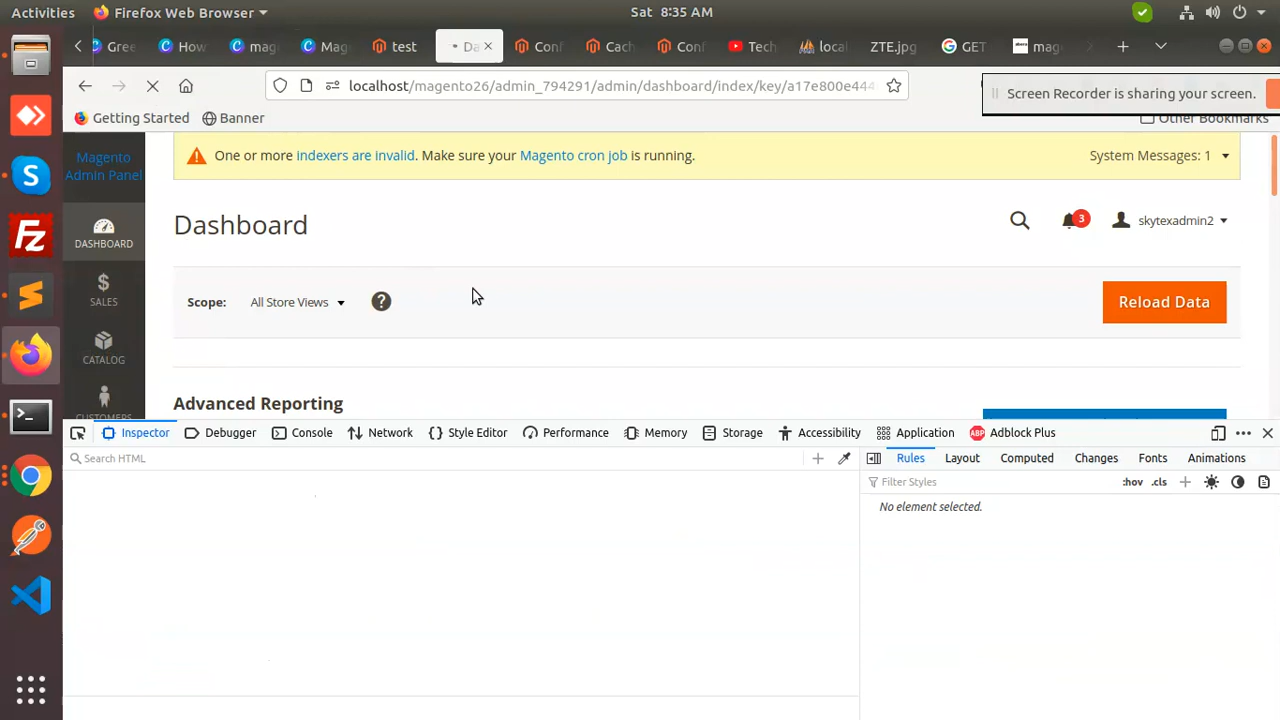 Activities Firefox Web Browser Sat 8:35 AM
Gree How mag Mag test Da Conf Cach Conf Tech local ZTE.jpg GET mag
localhost/magento26/admin_794291/admin/dashboard/index/key/a17e800e444
Screen Recorder is sharing your screen.
Getting Started Banner Other Bookmarks
Magento
Admin Panel
One or more indexers are invalid. Make sure your Magento cron job is running. System Messages: 1
DASHBOARD
Dashboard 3 skytexadmin2
SALES
Scope: All Store Views ? Reload Data
CATALOG
CUSTOMERS
Advanced Reporting
Inspector Debugger Console Network Style Editor Performance Memory Storage Accessibility Application ABP Adblock Plus
Search HTML
Rules Layout Computed Changes Fonts Animations
Filter Styles :hov .cls
No element selected.